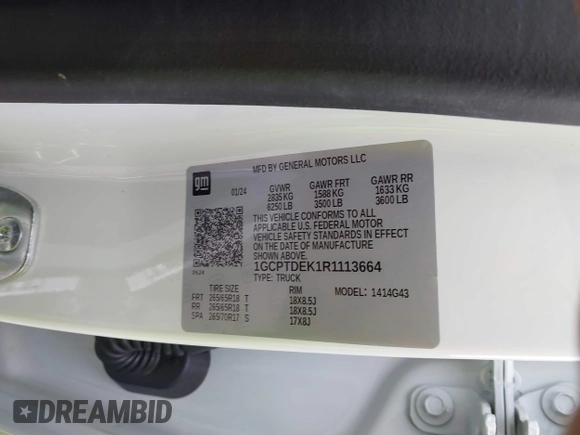 gm
MFD BY GENERAL MOTORS LLC
01/24 GVWR GAWR FRT GAWR RR
2835 KG 1588 KG 1633 KG
6250 LB 3500 LB 3600 LB
THIS VEHICLE CONFORMS TO ALL
APPLICABLE U.S. FEDERAL MOTOR
VEHICLE SAFETY STANDARDS IN EFFECT
ON THE DATE OF MANUFACTURE
SHOWN ABOVE.
1GCPTDEK1R1113664
TYPE: TRUCK
TIRE SIZE RIM MODEL: 1414G43
FRT 265/65R18 T 18X8.5J
RR 265/65R18 T 18X8.5J
SPA 265/70R17 S 17X8J
DREAMBID